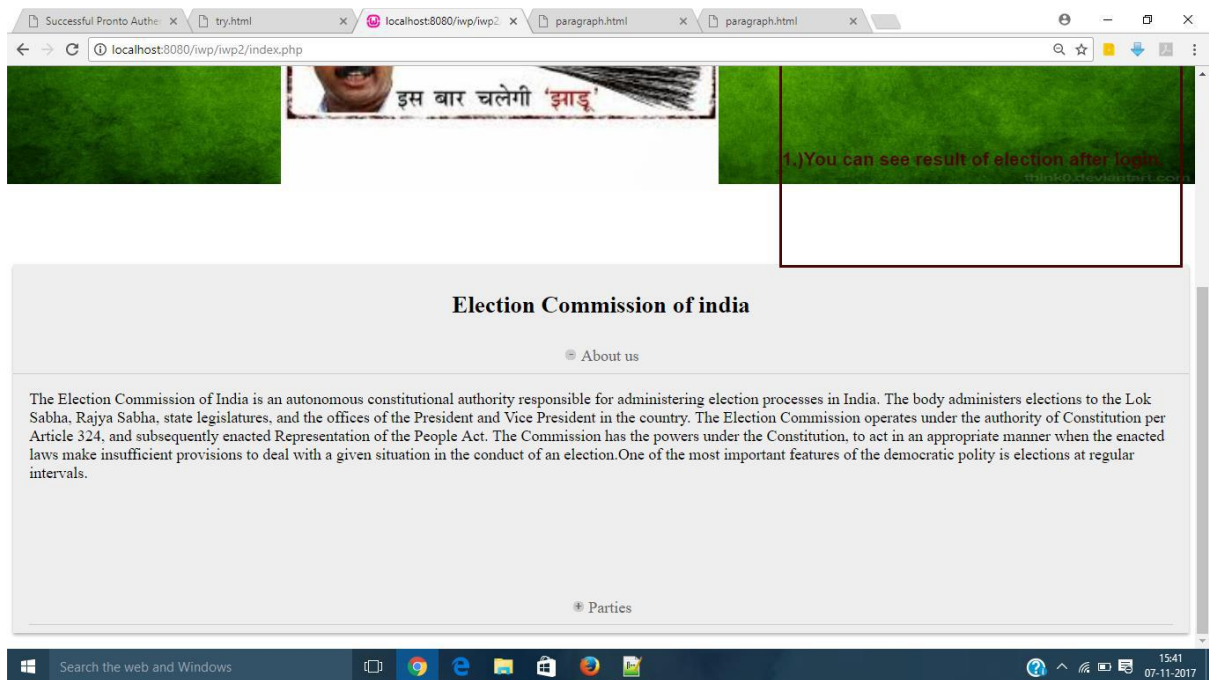 Successful Pronto Authe
try.html
localhost:8080/iwp/iwp2
paragraph.html
paragraph.html
localhost:8080/iwp/iwp2/index.php
इस बार चलेगी 'झाड़ू'
1.)You can see result of election after login.
think0.deviantart.com
Election Commission of india
About us
The Election Commission of India is an autonomous constitutional authority responsible for administering election processes in India. The body administers elections to the Lok
Sabha, Rajya Sabha, state legislatures, and the offices of the President and Vice President in the country. The Election Commission operates under the authority of Constitution per
Article 324, and subsequently enacted Representation of the People Act. The Commission has the powers under the Constitution, to act in an appropriate manner when the enacted
laws make insufficient provisions to deal with a given situation in the conduct of an election.One of the most important features of the democratic polity is elections at regular
intervals.
Parties
Search the web and Windows
15:41
07-11-2017